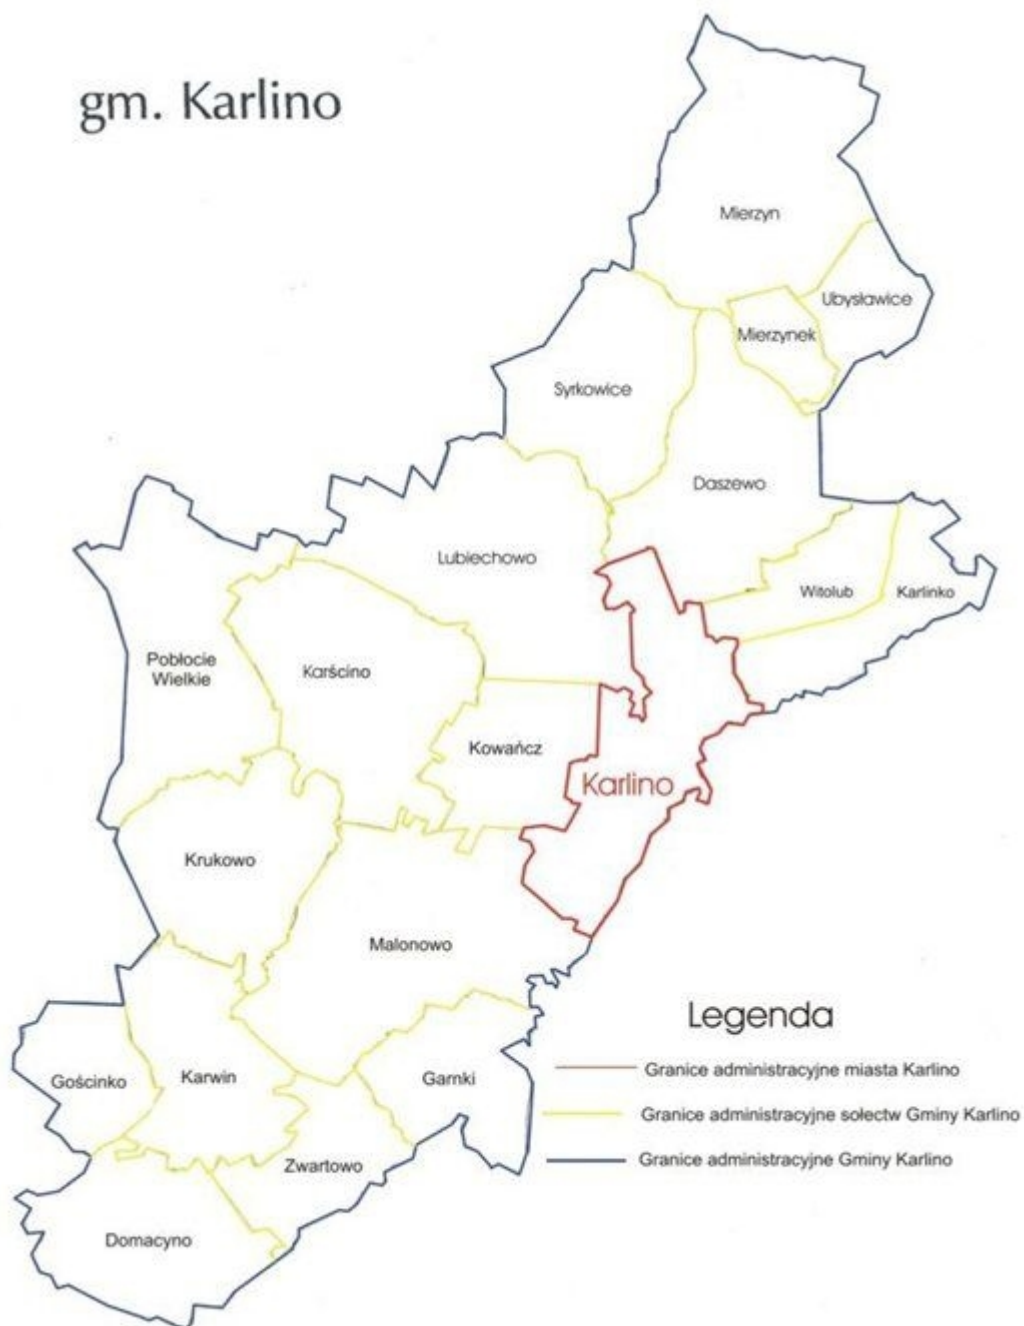 gm. Karlino
Mierzyn
Ubysławice
Mierzynek
Syrkowice
Daszewo
Lubiechowo
Witolub
Karlinko
Pobłocie
Wielkie
Karścino
Kowańcz
Karlino
Krukowo
Malonowo
Legenda
Granice administracyjne miasta Karlino
Gościnko
Karwin
Garnki
Granice administracyjne sołectw Gminy Karlino
Zwartowo
Granice administracyjne Gminy Karlino
Domacyno